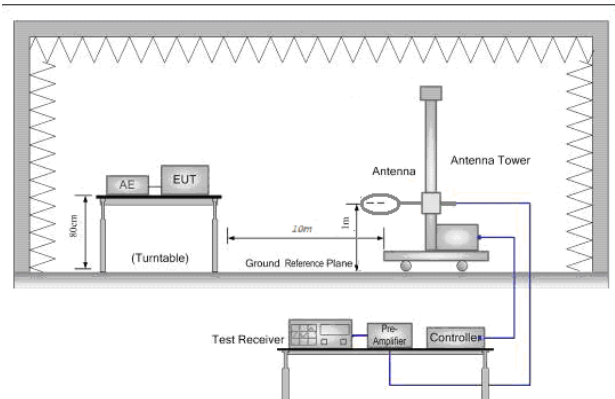 Antenna
Antenna Tower
AE
EUT
80cm
10m
1m
(Turntable)
Ground Reference Plane
Test Receiver
Pre-
Amplifier
Controller